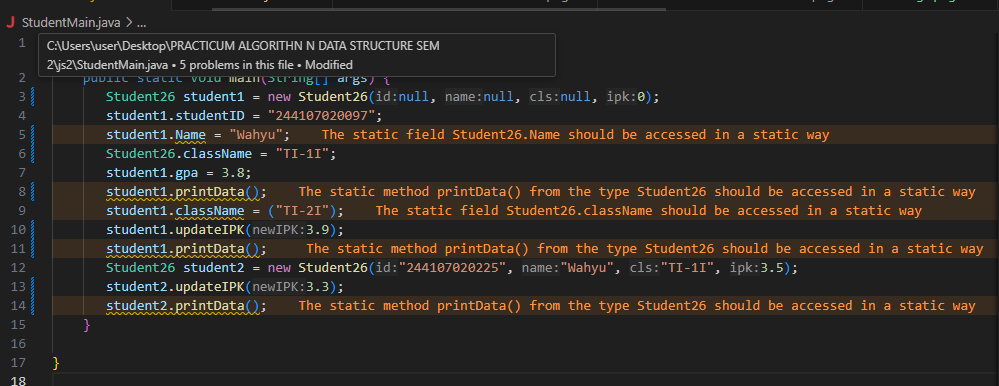 StudentMain.java > ...
1
C:\Users\user\Desktop\PRACTICUM ALGORITHN N DATA STRUCTURE SEM
2\js2\StudentMain.java • 5 problems in this file • Modified
2 public static void main(String[] args) {
3 Student26 student1 = new Student26(id:null, name:null, cls:null, ipk:0);
4 student1.studentID = "244107020097";
5 student1.Name = "Wahyu"; The static field Student26.Name should be accessed in a static way
6 Student26.className = "TI-1I";
7 student1.gpa = 3.8;
8 student1.printData(); The static method printData() from the type Student26 should be accessed in a static way
9 student1.className = ("TI-2I"); The static field Student26.className should be accessed in a static way
10 student1.updateIPK(newIPK:3.9);
11 student1.printData(); The static method printData() from the type Student26 should be accessed in a static way
12 Student26 student2 = new Student26(id:"244107020225", name:"Wahyu", cls:"TI-1I", ipk:3.5);
13 student2.updateIPK(newIPK:3.3);
14 student2.printData(); The static method printData() from the type Student26 should be accessed in a static way
15 }
16
17 }
18